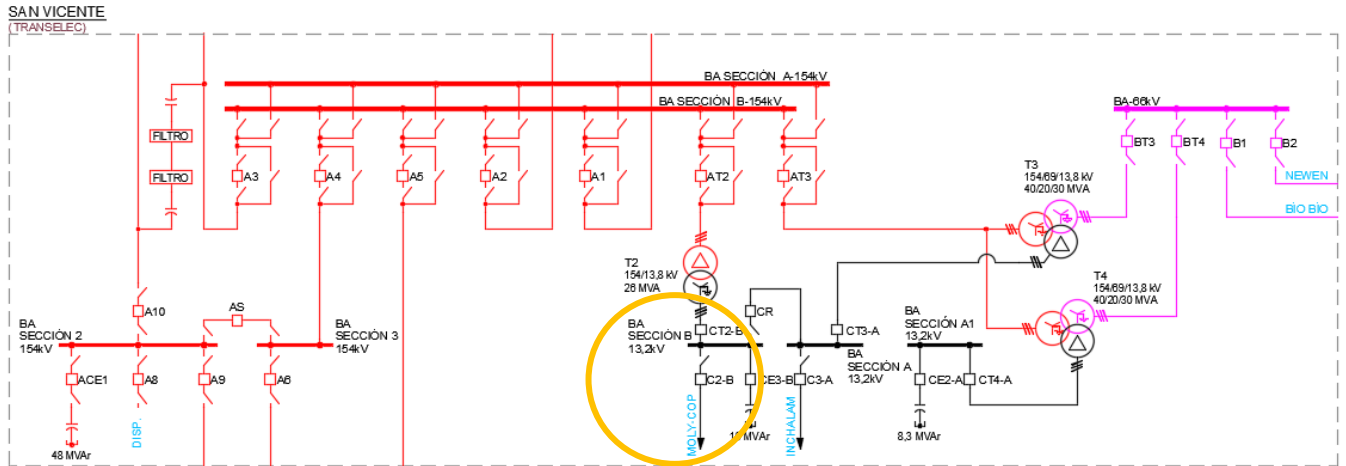 SAN VICENTE
(TRANSELEC)
BA SECCIÓN A-154kV
BA SECCIÓN B-154kV
BA-66kV
FILTRO
FILTRO
A3
A4
A5
A2
A1
AT2
AT3
BT3
BT4
B1
B2
NEWEN
BÍO BÍO
T3
154/69/13,8 kV
40/20/30 MVA
T2
154/13,8 kV
26 MVA
T4
154/69/13,8 kV
40/20/30 MVA
A10
AS
BA
SECCIÓN 2
154kV
BA
SECCIÓN 3
154kV
ACE1
A8
A9
A6
DISP.
48 MVAr
BA
SECCIÓN B
13,2kV
CT2-B
CR
CT3-A
C2-B
CE3-B
C3-A
BA
SECCIÓN A
13,2kV
MOLY-COP
MVAr
INCHALAM
BA
SECCIÓN A1
13,2kV
CE2-A
CT4-A
8,3 MVAr